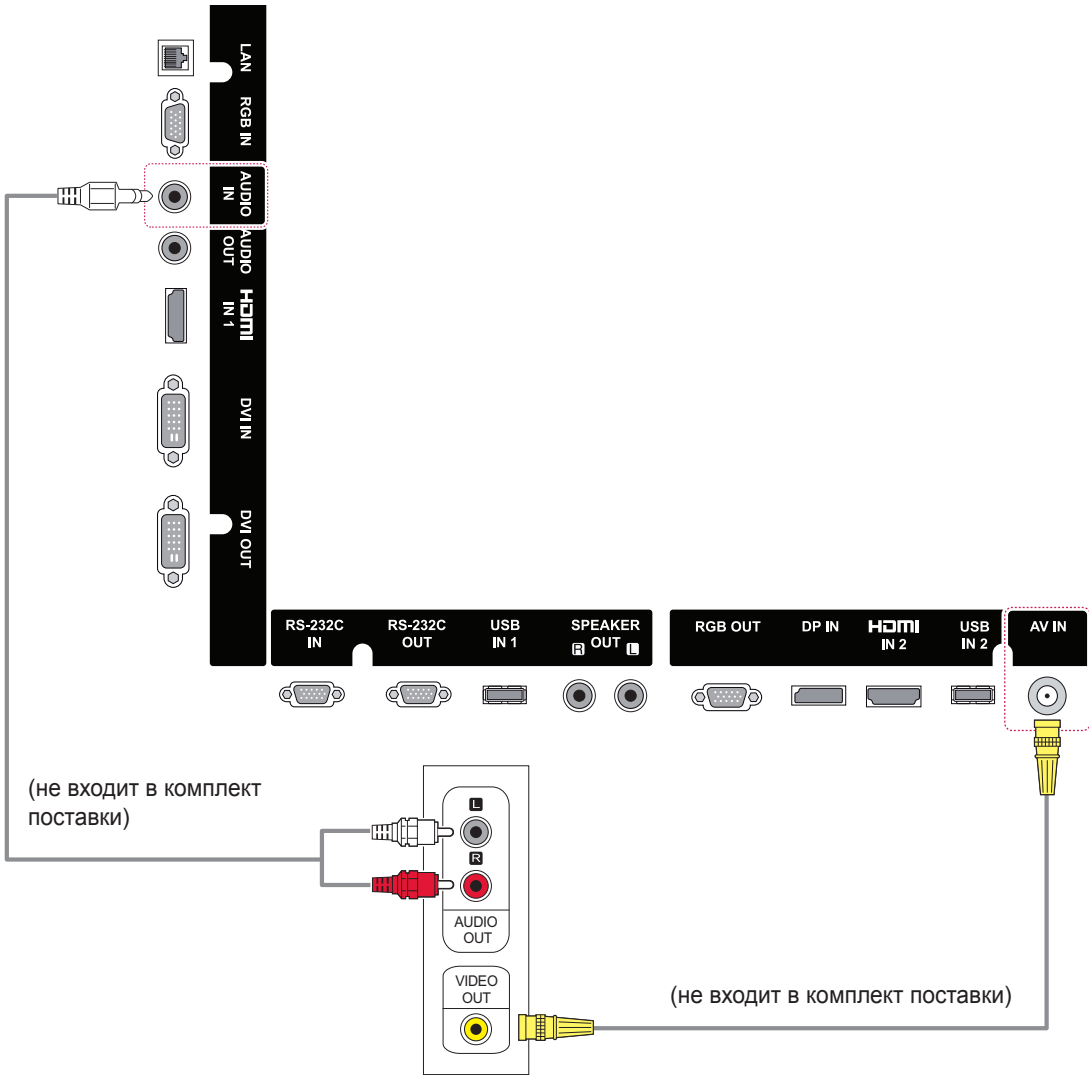 LAN
RGB IN
AUDIO
IN
AUDIO
OUT
HDMI
IN 1
DVI IN
DVI OUT
RS-232C
IN
RS-232C
OUT
USB
IN 1
SPEAKER
R OUT L
RGB OUT
DP IN
HDMI
IN 2
USB
IN 2
AV IN
(не входит в комплект
поставки)
L
R
AUDIO
OUT
VIDEO
OUT
(не входит в комплект поставки)